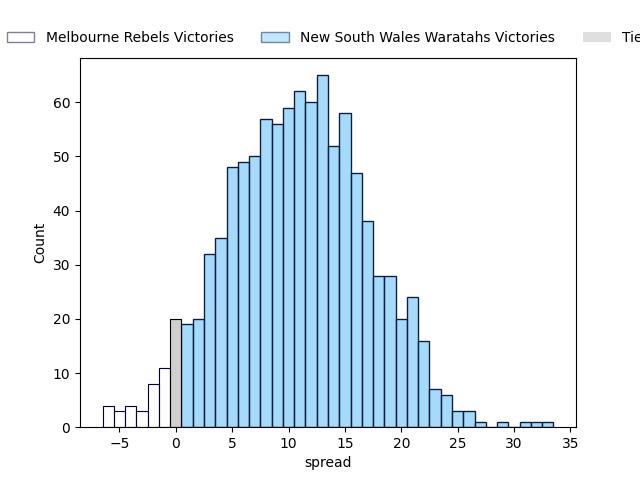 Melbourne Rebels Victories New South Wales Waratahs Victories Tie
60
50
40
30
20
10
0
Count
−5 0 5 10 15 20 25 30 35
spread